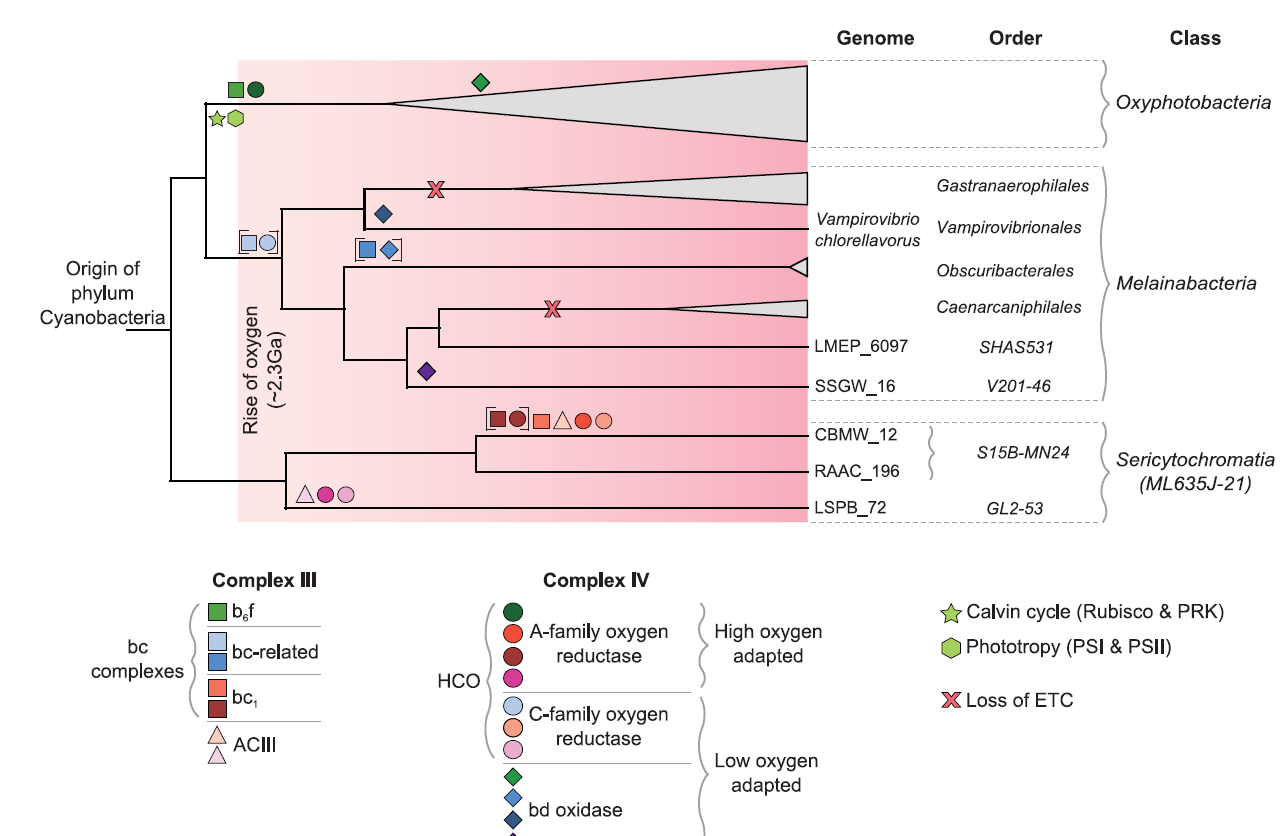 Genome
Order
Class
Oxyphotobacteria
Gastranaerophilales
Vampirovibrio
chlorellavorus
Vampirovibrionales
Obscuribacterales
Melainabacteria
Caenarcaniphilales
LMEP_6097
SHAS531
SSGW_16
V201-46
CBMW_12
S15B-MN24
RAAC_196
Sericytochromatia
(ML635J-21)
LSPB_72
GL2-53
Origin of
phylum
Cyanobacteria
Rise of oxygen
(~2.3Ga)
Complex III
bc
complexes
b₆f
bc-related
bc₁
ACIII
Complex IV
HCO
A-family oxygen
reductase
High oxygen
adapted
C-family oxygen
reductase
Low oxygen
adapted
bd oxidase
Calvin cycle (Rubisco & PRK)
Phototropy (PSI & PSII)
Loss of ETC